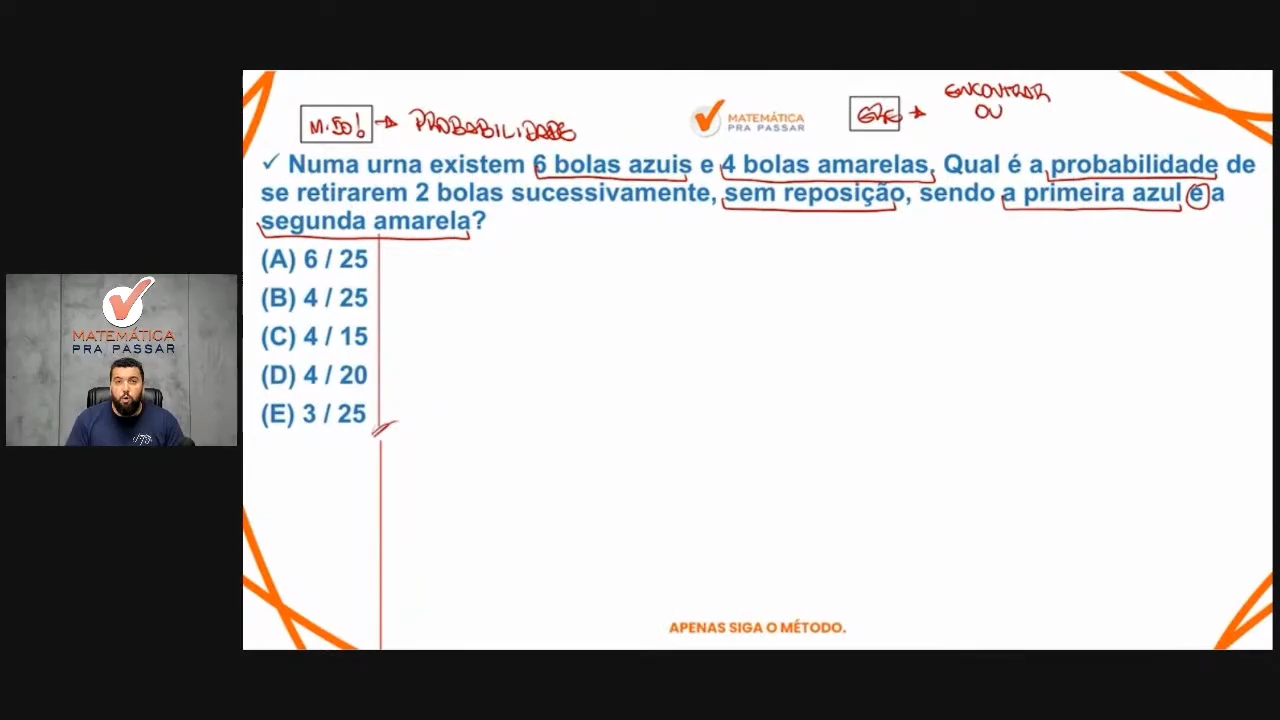 M.50! → PROBABILIDADE
MATEMÁTICA
PRA PASSAR
→ ENCONTRAR
OU
✓ Numa urna existem 6 bolas azuis e 4 bolas amarelas. Qual é a probabilidade de
se retirarem 2 bolas sucessivamente, sem reposição, sendo a primeira azul e a
segunda amarela?
(A) 6 / 25
(B) 4 / 25
(C) 4 / 15
(D) 4 / 20
(E) 3 / 25
MATEMÁTICA
PRA PASSAR
APENAS SIGA O MÉTODO.